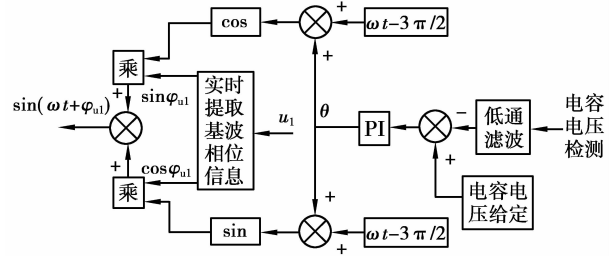 cos
+
ωt−3π/2
+
乘
+
sin(ωt+φu1)
sinφu1
实时
提取
基波
相位
信息
u1
θ
PI
−
低通
滤波
电容
电压
检测
+
cosφu1
+
乘
电容电
压给定
+
sin
ωt−3π/2
+